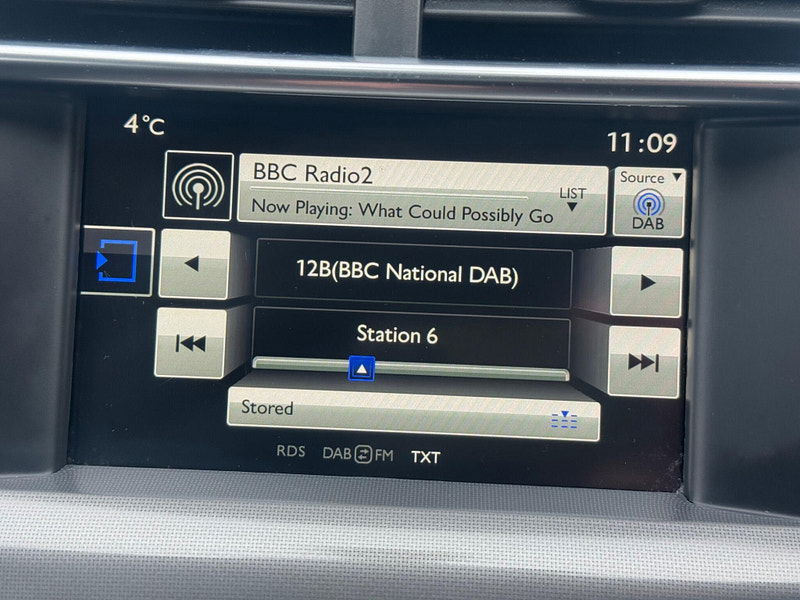 4°C
11:09
BBC Radio2
LIST
Now Playing: What Could Possibly Go
Source
DAB
12B(BBC National DAB)
Station 6
Stored
RDS DAB FM TXT